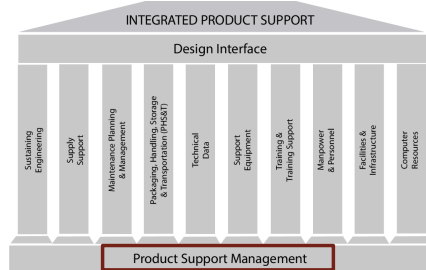 INTEGRATED PRODUCT SUPPORT
Design Interface
Sustaining
Engineering
Supply
Support
Maintenance Planning
& Management
Packaging, Handling, Storage
& Transportation (PHS&T)
Technical
Data
Support
Equipment
Training &
Training Support
Manpower
& Personnel
Facilities &
Infrastructure
Computer
Resources
Product Support Management